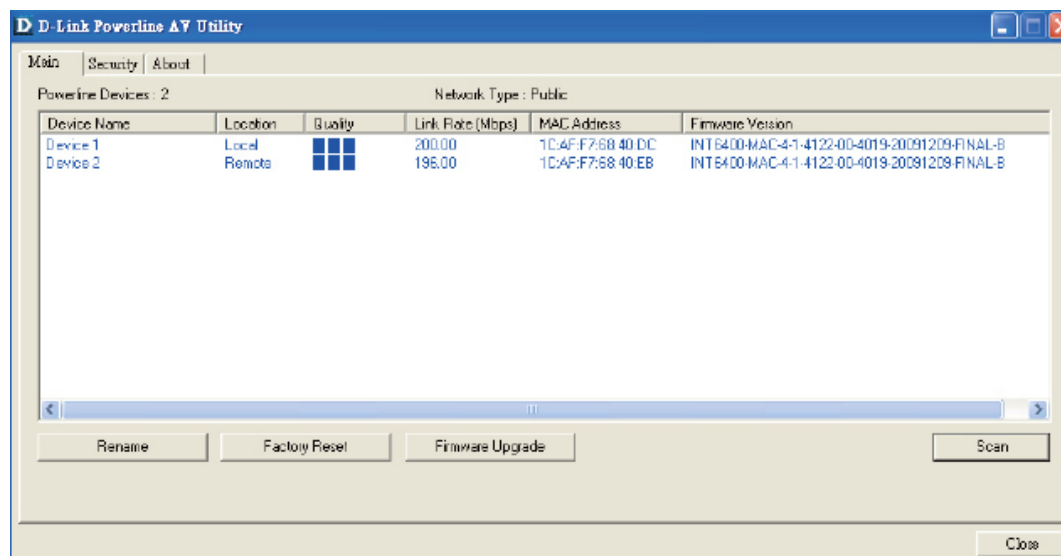 D-Link Powerline AV Utility
Main Security About
Powerline Devices : 2 Network Type : Public
Device Name Location Quality Link Rate (Mbps) MAC Address Firmware Version
Device 1 Local 200.00 1C:AF:F7:68:40:DC INT6400-MAC-4-1-4122-00-4019-20091209-FINAL-B
Device 2 Remote 196.00 1C:AF:F7:68:40:EB INT6400-MAC-4-1-4122-00-4019-20091209-FINAL-B
Rename Factory Reset Firmware Upgrade Scan
Close